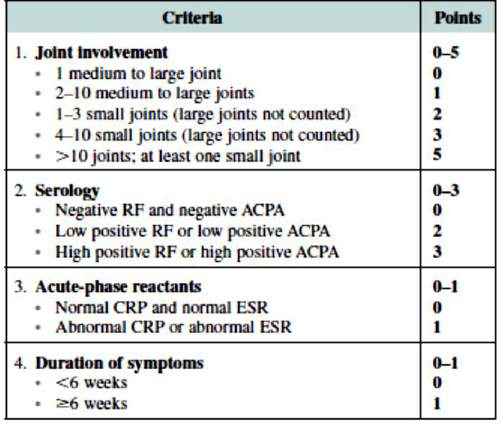 Criteria Points
1. Joint involvement 0–5
• 1 medium to large joint 0
• 2–10 medium to large joints 1
• 1–3 small joints (large joints not counted) 2
• 4–10 small joints (large joints not counted) 3
• >10 joints; at least one small joint 5
2. Serology 0–3
• Negative RF and negative ACPA 0
• Low positive RF or low positive ACPA 2
• High positive RF or high positive ACPA 3
3. Acute-phase reactants 0–1
• Normal CRP and normal ESR 0
• Abnormal CRP or abnormal ESR 1
4. Duration of symptoms 0–1
• <6 weeks 0
• ≥6 weeks 1